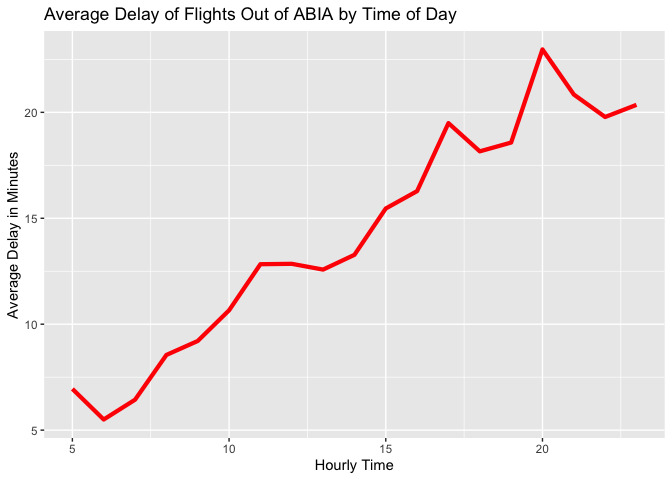 Average Delay of Flights Out of ABIA by Time of Day
Average Delay in Minutes
20
15
10
5
5 10 15 20
Hourly Time